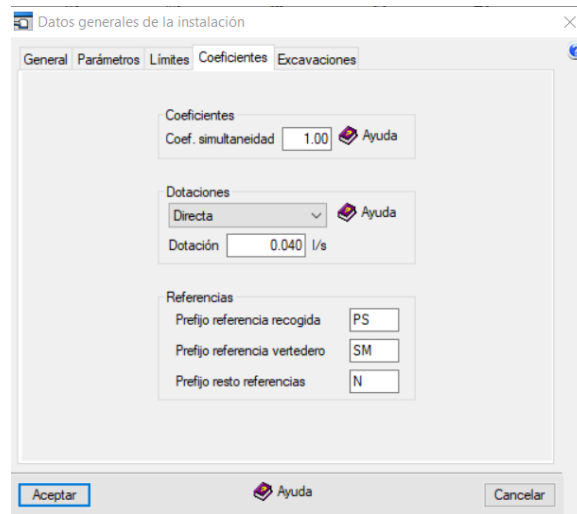 Datos generales de la instalación
General Parámetros Límites Coeficientes Excavaciones
Coeficientes
Coef. simultaneidad 1.00 Ayuda
Dotaciones
Directa Ayuda
Dotación 0.040 l/s
Referencias
Prefijo referencia recogida PS
Prefijo referencia vertedero SM
Prefijo resto referencias N
Aceptar Ayuda Cancelar